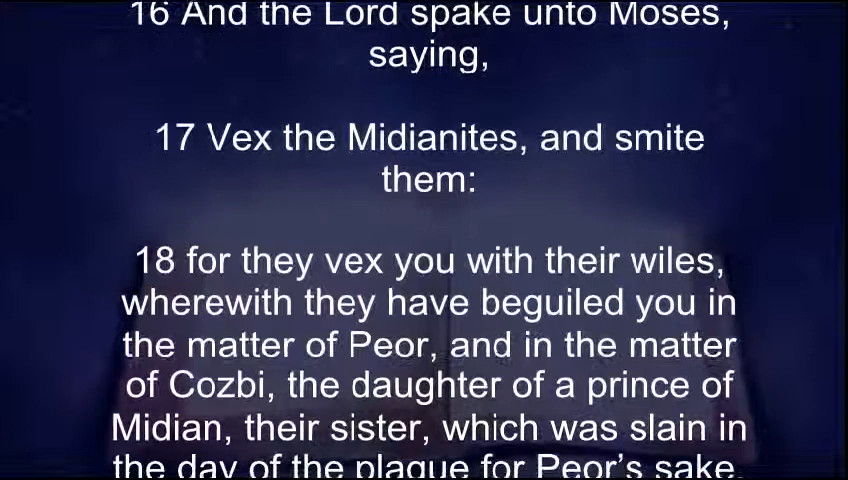 16 And the Lord spake unto Moses,
saying,
17 Vex the Midianites, and smite
them:
18 for they vex you with their wiles,
wherewith they have beguiled you in
the matter of Peor, and in the matter
of Cozbi, the daughter of a prince of
Midian, their sister, which was slain in
the day of the plague for Peor’s sake.